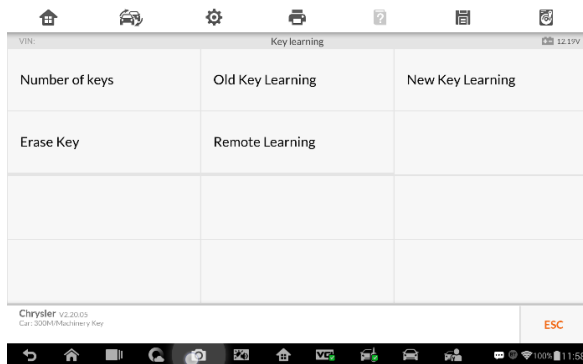 VIN:
Key learning
12.19V
Number of keys
Old Key Learning
New Key Learning
Erase Key
Remote Learning
Chrysler V2.20.05
Car: 300M/Machinery Key
ESC
100%